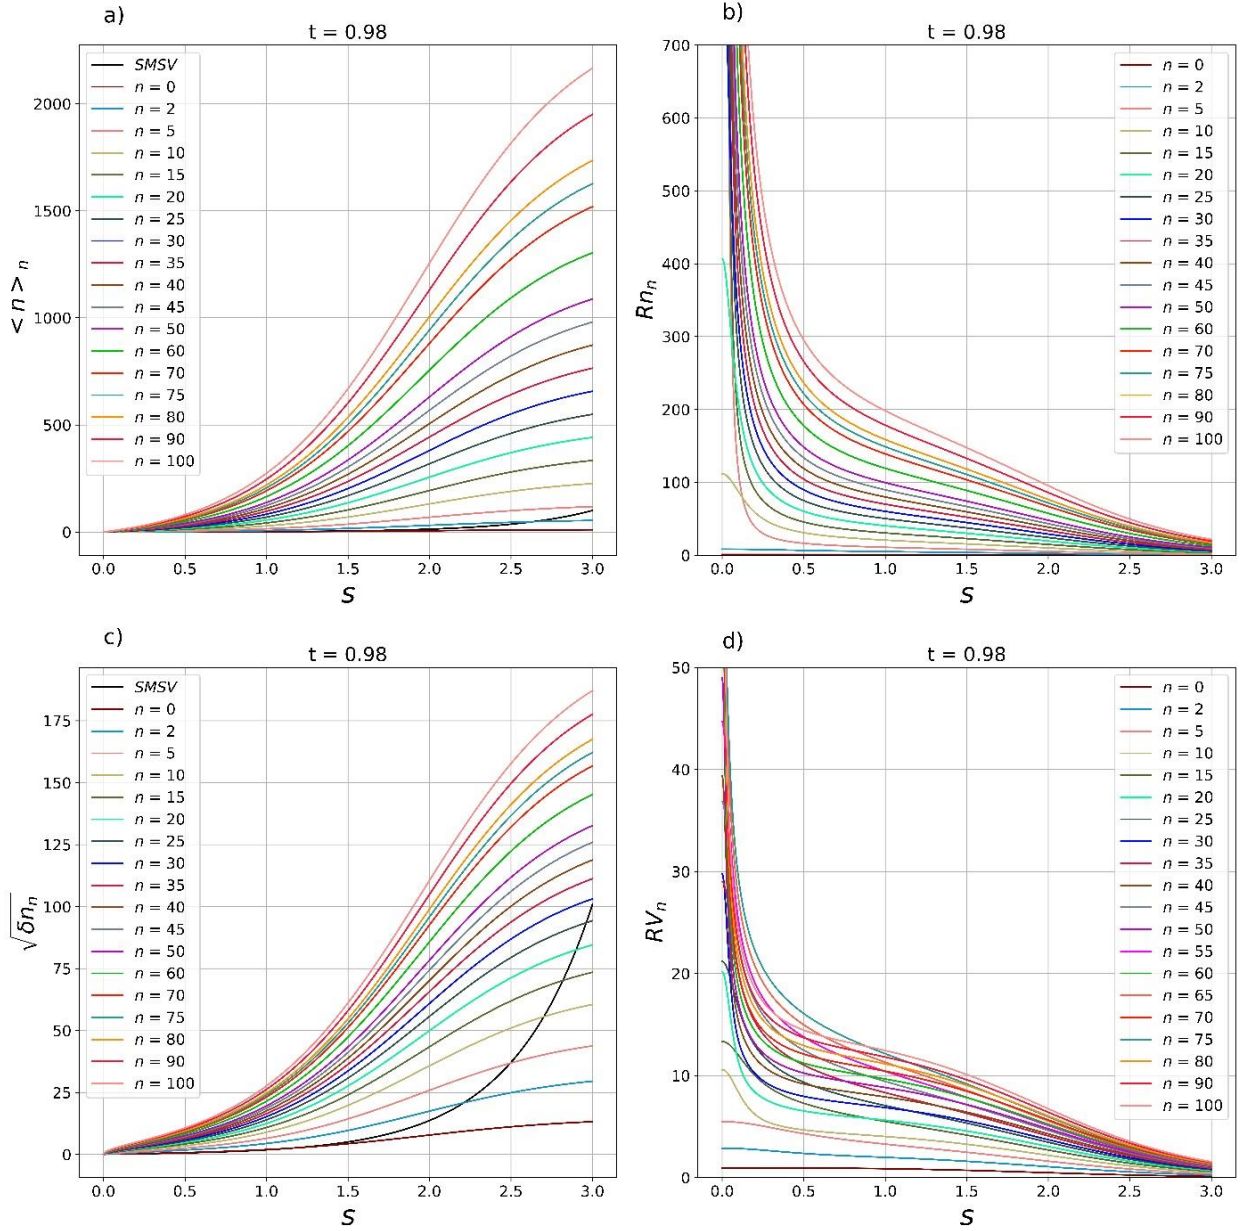 a)
t = 0.98
< n >n
2000
1500
1000
500
0
SMSV
n = 0
n = 2
n = 5
n = 10
n = 15
n = 20
n = 25
n = 30
n = 35
n = 40
n = 45
n = 50
n = 60
n = 70
n = 75
n = 80
n = 90
n = 100
0.0 0.5 1.0 1.5 2.0 2.5 3.0
S
b)
t = 0.98
Rnn
700
600
500
400
300
200
100
0
n = 0
n = 2
n = 5
n = 10
n = 15
n = 20
n = 25
n = 30
n = 35
n = 40
n = 45
n = 50
n = 60
n = 70
n = 75
n = 80
n = 90
n = 100
0.0 0.5 1.0 1.5 2.0 2.5 3.0
S
c)
t = 0.98
√δnn
175
150
125
100
75
50
25
0
SMSV
n = 0
n = 2
n = 5
n = 10
n = 15
n = 20
n = 25
n = 30
n = 35
n = 40
n = 45
n = 50
n = 60
n = 70
n = 75
n = 80
n = 90
n = 100
0.0 0.5 1.0 1.5 2.0 2.5 3.0
S
d)
t = 0.98
RVn
50
40
30
20
10
0
n = 0
n = 2
n = 5
n = 10
n = 15
n = 20
n = 25
n = 30
n = 35
n = 40
n = 45
n = 50
n = 55
n = 60
n = 65
n = 70
n = 75
n = 80
n = 90
n = 100
0.0 0.5 1.0 1.5 2.0 2.5 3.0
S